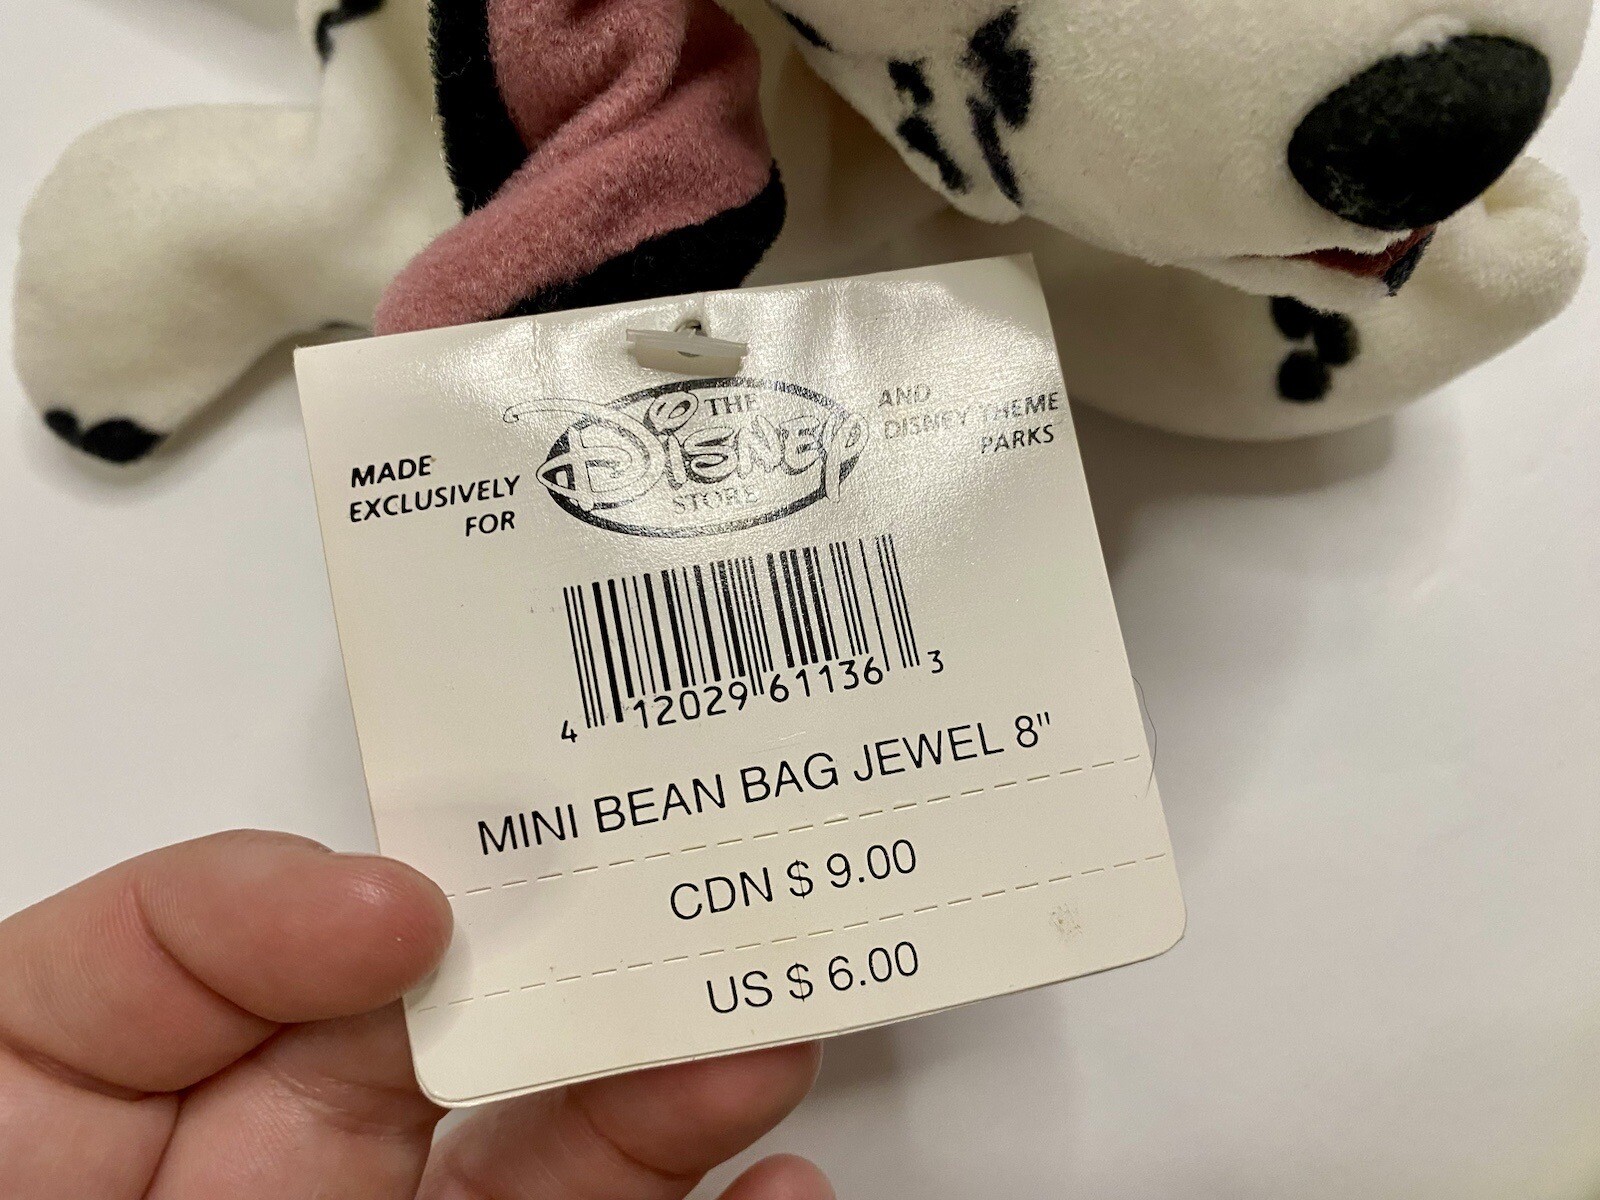 MADE
EXCLUSIVELY
FOR
THE
DISNEY
STORE
AND
DISNEY THEME
PARKS
4 12029 61136 3
MINI BEAN BAG JEWEL 8"
CDN $ 9.00
US $ 6.00